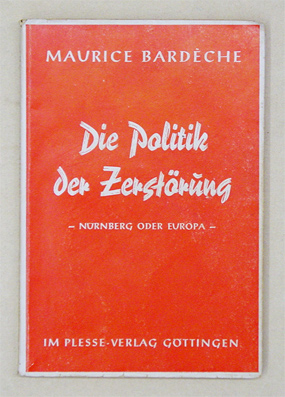 MAURICE BARDÈCHE
Die Politik
der Zerstörung
– NÜRNBERG ODER EUROPA –
IM PLESSE-VERLAG GÖTTINGEN